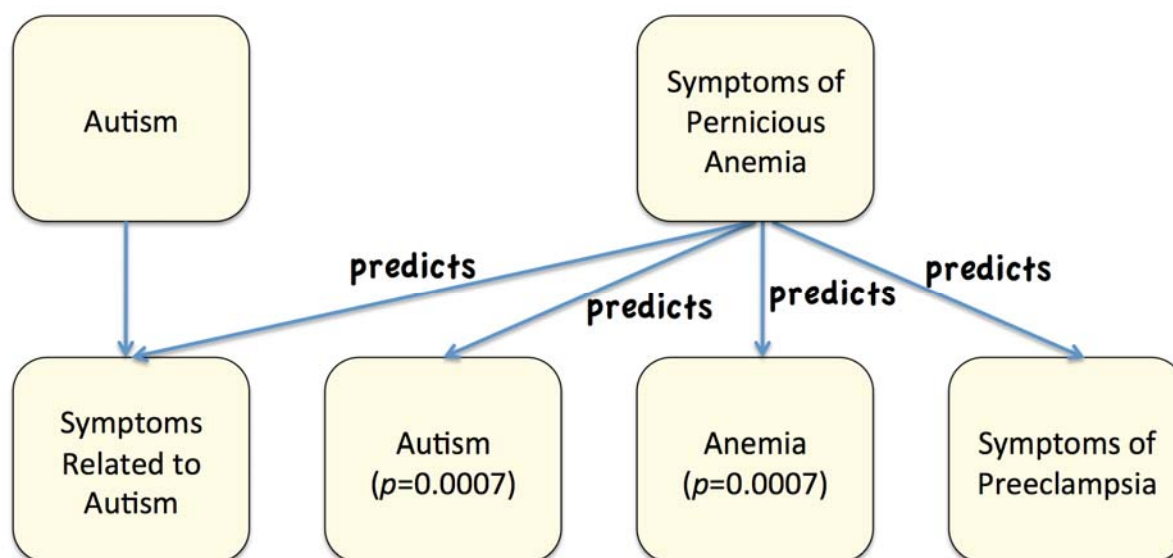 Autism
Symptoms of
Pernicious
Anemia
predicts
predicts
predicts
predicts
Symptoms
Related to
Autism
Autism
(p=0.0007)
Anemia
(p=0.0007)
Symptoms of
Preeclampsia